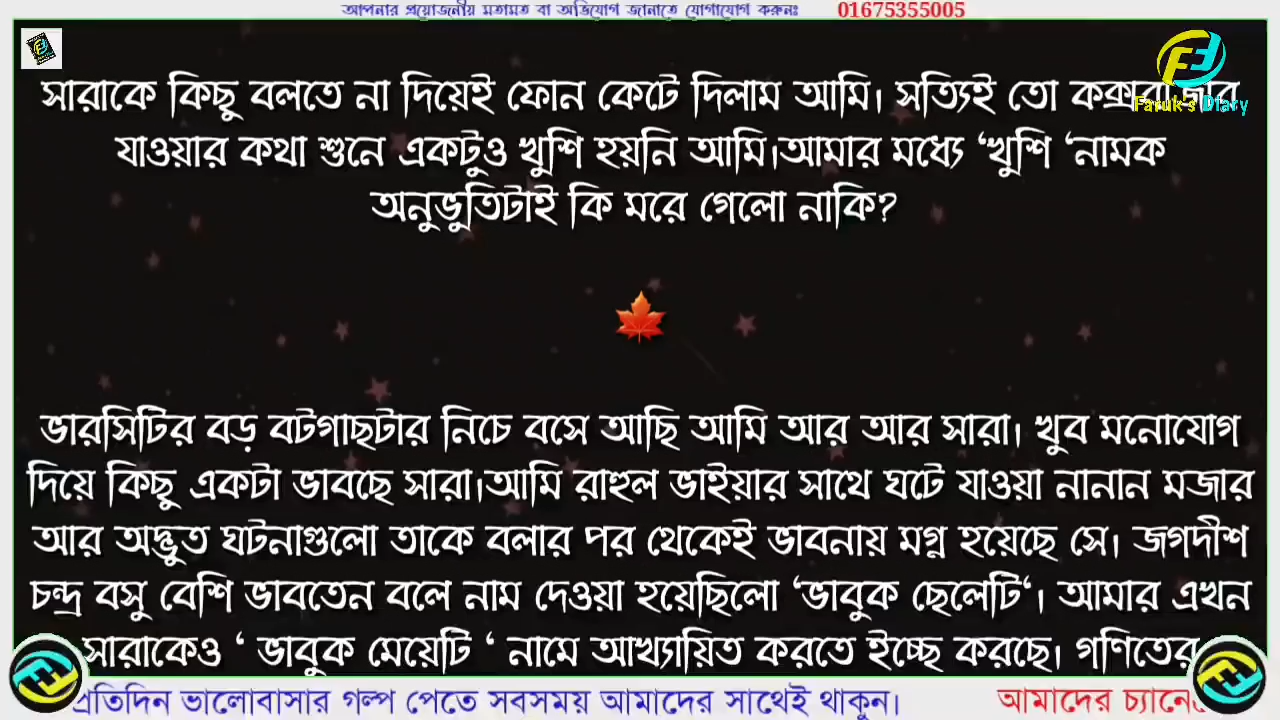 আপনার প্রয়োজনীয় মতামত বা অভিযোগ জানাতে যোগাযোগ করুনঃ 01675355005
Faruk's Diary
সারাকে কিছু বলতে না দিয়েই ফোন কেটে দিলাম আমি। সত্যিই তো কক্সবাজার
যাওয়ার কথা শুনে একটুও খুশি হয়নি আমি।আমার মধ্যে ‘খুশি ‘নামক
অনুভুতিটাই কি মরে গেলো নাকি?
ভারসিটির বড় বটগাছটার নিচে বসে আছি আমি আর আর সারা। খুব মনোযোগ
দিয়ে কিছু একটা ভাবছে সারা।আমি রাহুল ভাইয়ার সাথে ঘটে যাওয়া নানান মজার
আর অদ্ভুত ঘটনাগুলো তাকে বলার পর থেকেই ভাবনায় মগ্ন হয়েছে সে। জগদীশ
চন্দ্র বসু বেশি ভাবতেন বলে নাম দেওয়া হয়েছিলো ‘ভাবুক ছেলেটি‘। আমার এখন
সারাকেও ‘ ভাবুক মেয়েটি ‘ নামে আখ্যায়িত করতে ইচ্ছে করছে। গণিতের
প্রতিদিন ভালোবাসার গল্প পেতে সবসময় আমাদের সাথেই থাকুন। আমাদের